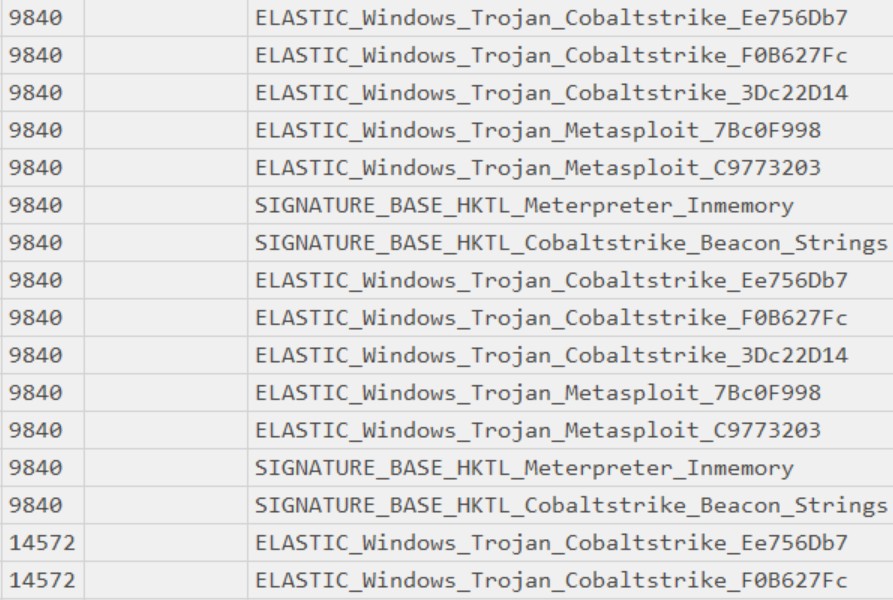 9840 ELASTIC_Windows_Trojan_Cobaltstrike_Ee756Db7
9840 ELASTIC_Windows_Trojan_Cobaltstrike_F0B627Fc
9840 ELASTIC_Windows_Trojan_Cobaltstrike_3Dc22D14
9840 ELASTIC_Windows_Trojan_Metasploit_7Bc0F998
9840 ELASTIC_Windows_Trojan_Metasploit_C9773203
9840 SIGNATURE_BASE_HKTL_Meterpreter_Inmemory
9840 SIGNATURE_BASE_HKTL_Cobaltstrike_Beacon_Strings
9840 ELASTIC_Windows_Trojan_Cobaltstrike_Ee756Db7
9840 ELASTIC_Windows_Trojan_Cobaltstrike_F0B627Fc
9840 ELASTIC_Windows_Trojan_Cobaltstrike_3Dc22D14
9840 ELASTIC_Windows_Trojan_Metasploit_7Bc0F998
9840 ELASTIC_Windows_Trojan_Metasploit_C9773203
9840 SIGNATURE_BASE_HKTL_Meterpreter_Inmemory
9840 SIGNATURE_BASE_HKTL_Cobaltstrike_Beacon_Strings
14572 ELASTIC_Windows_Trojan_Cobaltstrike_Ee756Db7
14572 ELASTIC_Windows_Trojan_Cobaltstrike_F0B627Fc